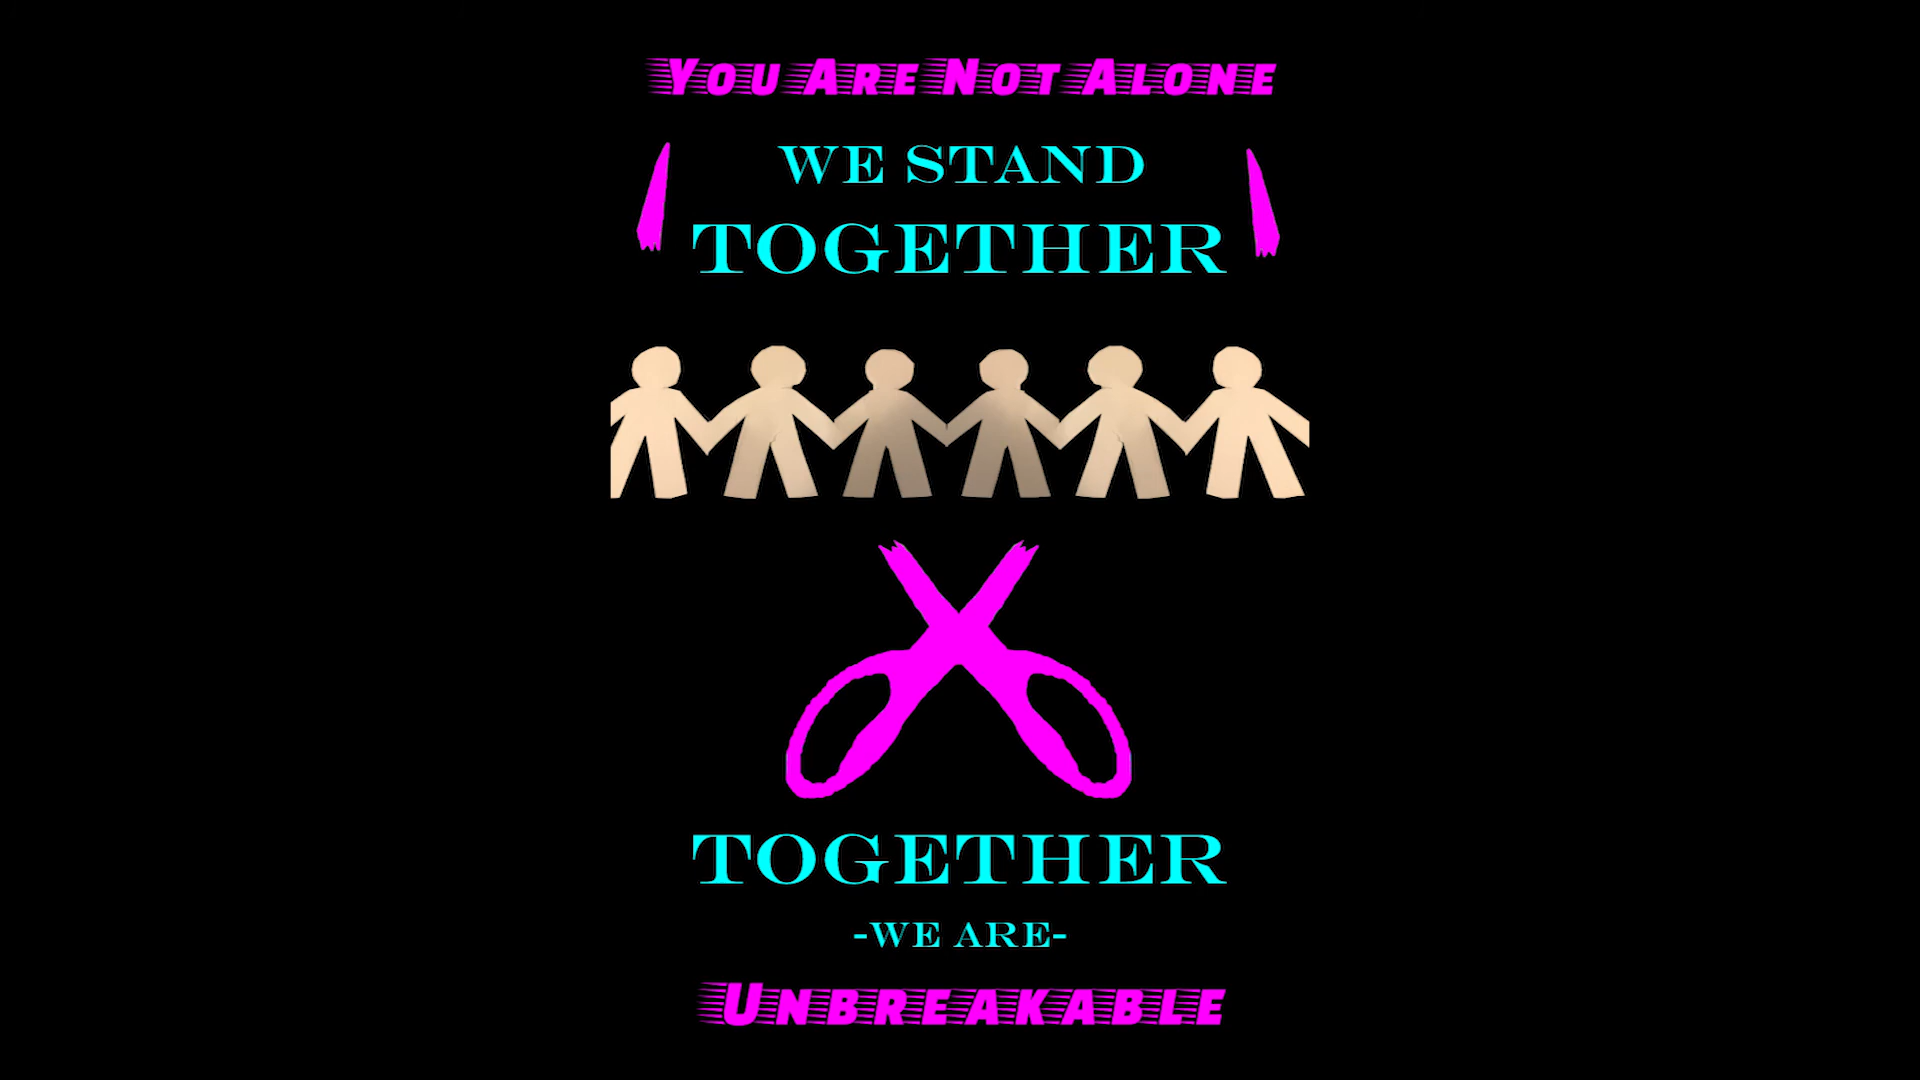 You Are Not Alone
WE STAND
TOGETHER
TOGETHER
-WE ARE-
Unbreakable